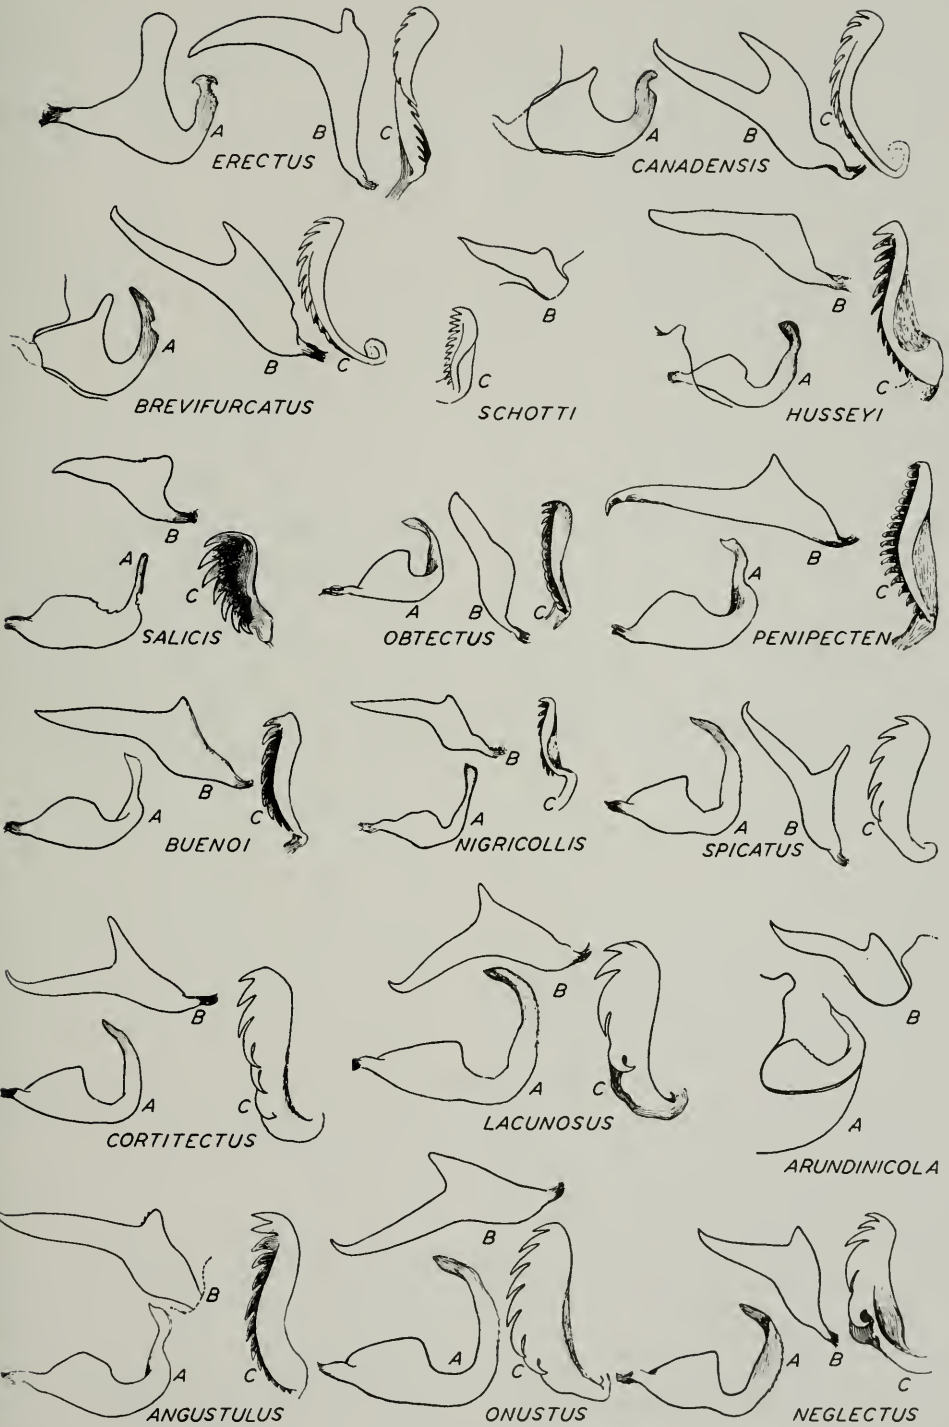 A B C
ERECTUS
A B C
CANADENSIS
A B C
BREVIFURCATUS
B C
SCHOTTI
B A C
HUSSEYI
B A C
SALICIS
A B C
OBTECTUS
B A C
PENIPECTEN
B A C
BUENOI
B A C
NIGRICOLLIS
A B C
SPICATUS
B A C
CORTITECTUS
B A C
LACUNOSUS
B A
ARUNDINICOLA
B A C
ANGUSTULUS
B A C
ONUSTUS
A B C
NEGLECTUS